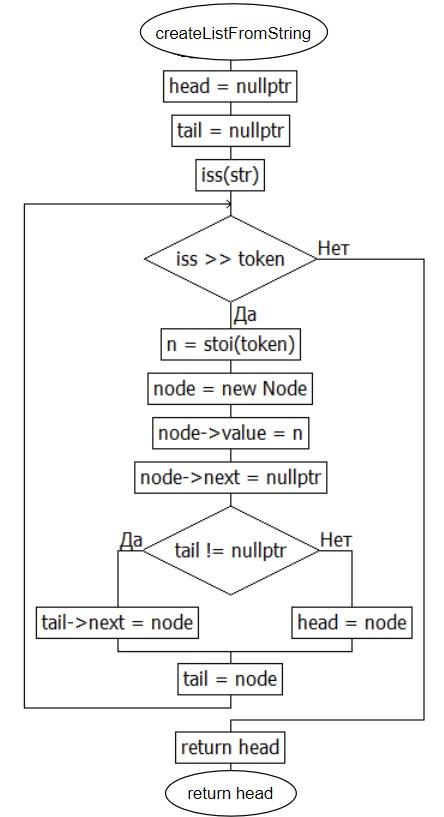 createListFromString
head = nullptr
tail = nullptr
iss(str)
iss >> token
Нет
Да
n = stoi(token)
node = new Node
node->value = n
node->next = nullptr
Да
tail != nullptr
Нет
tail->next = node
head = node
tail = node
return head
return head